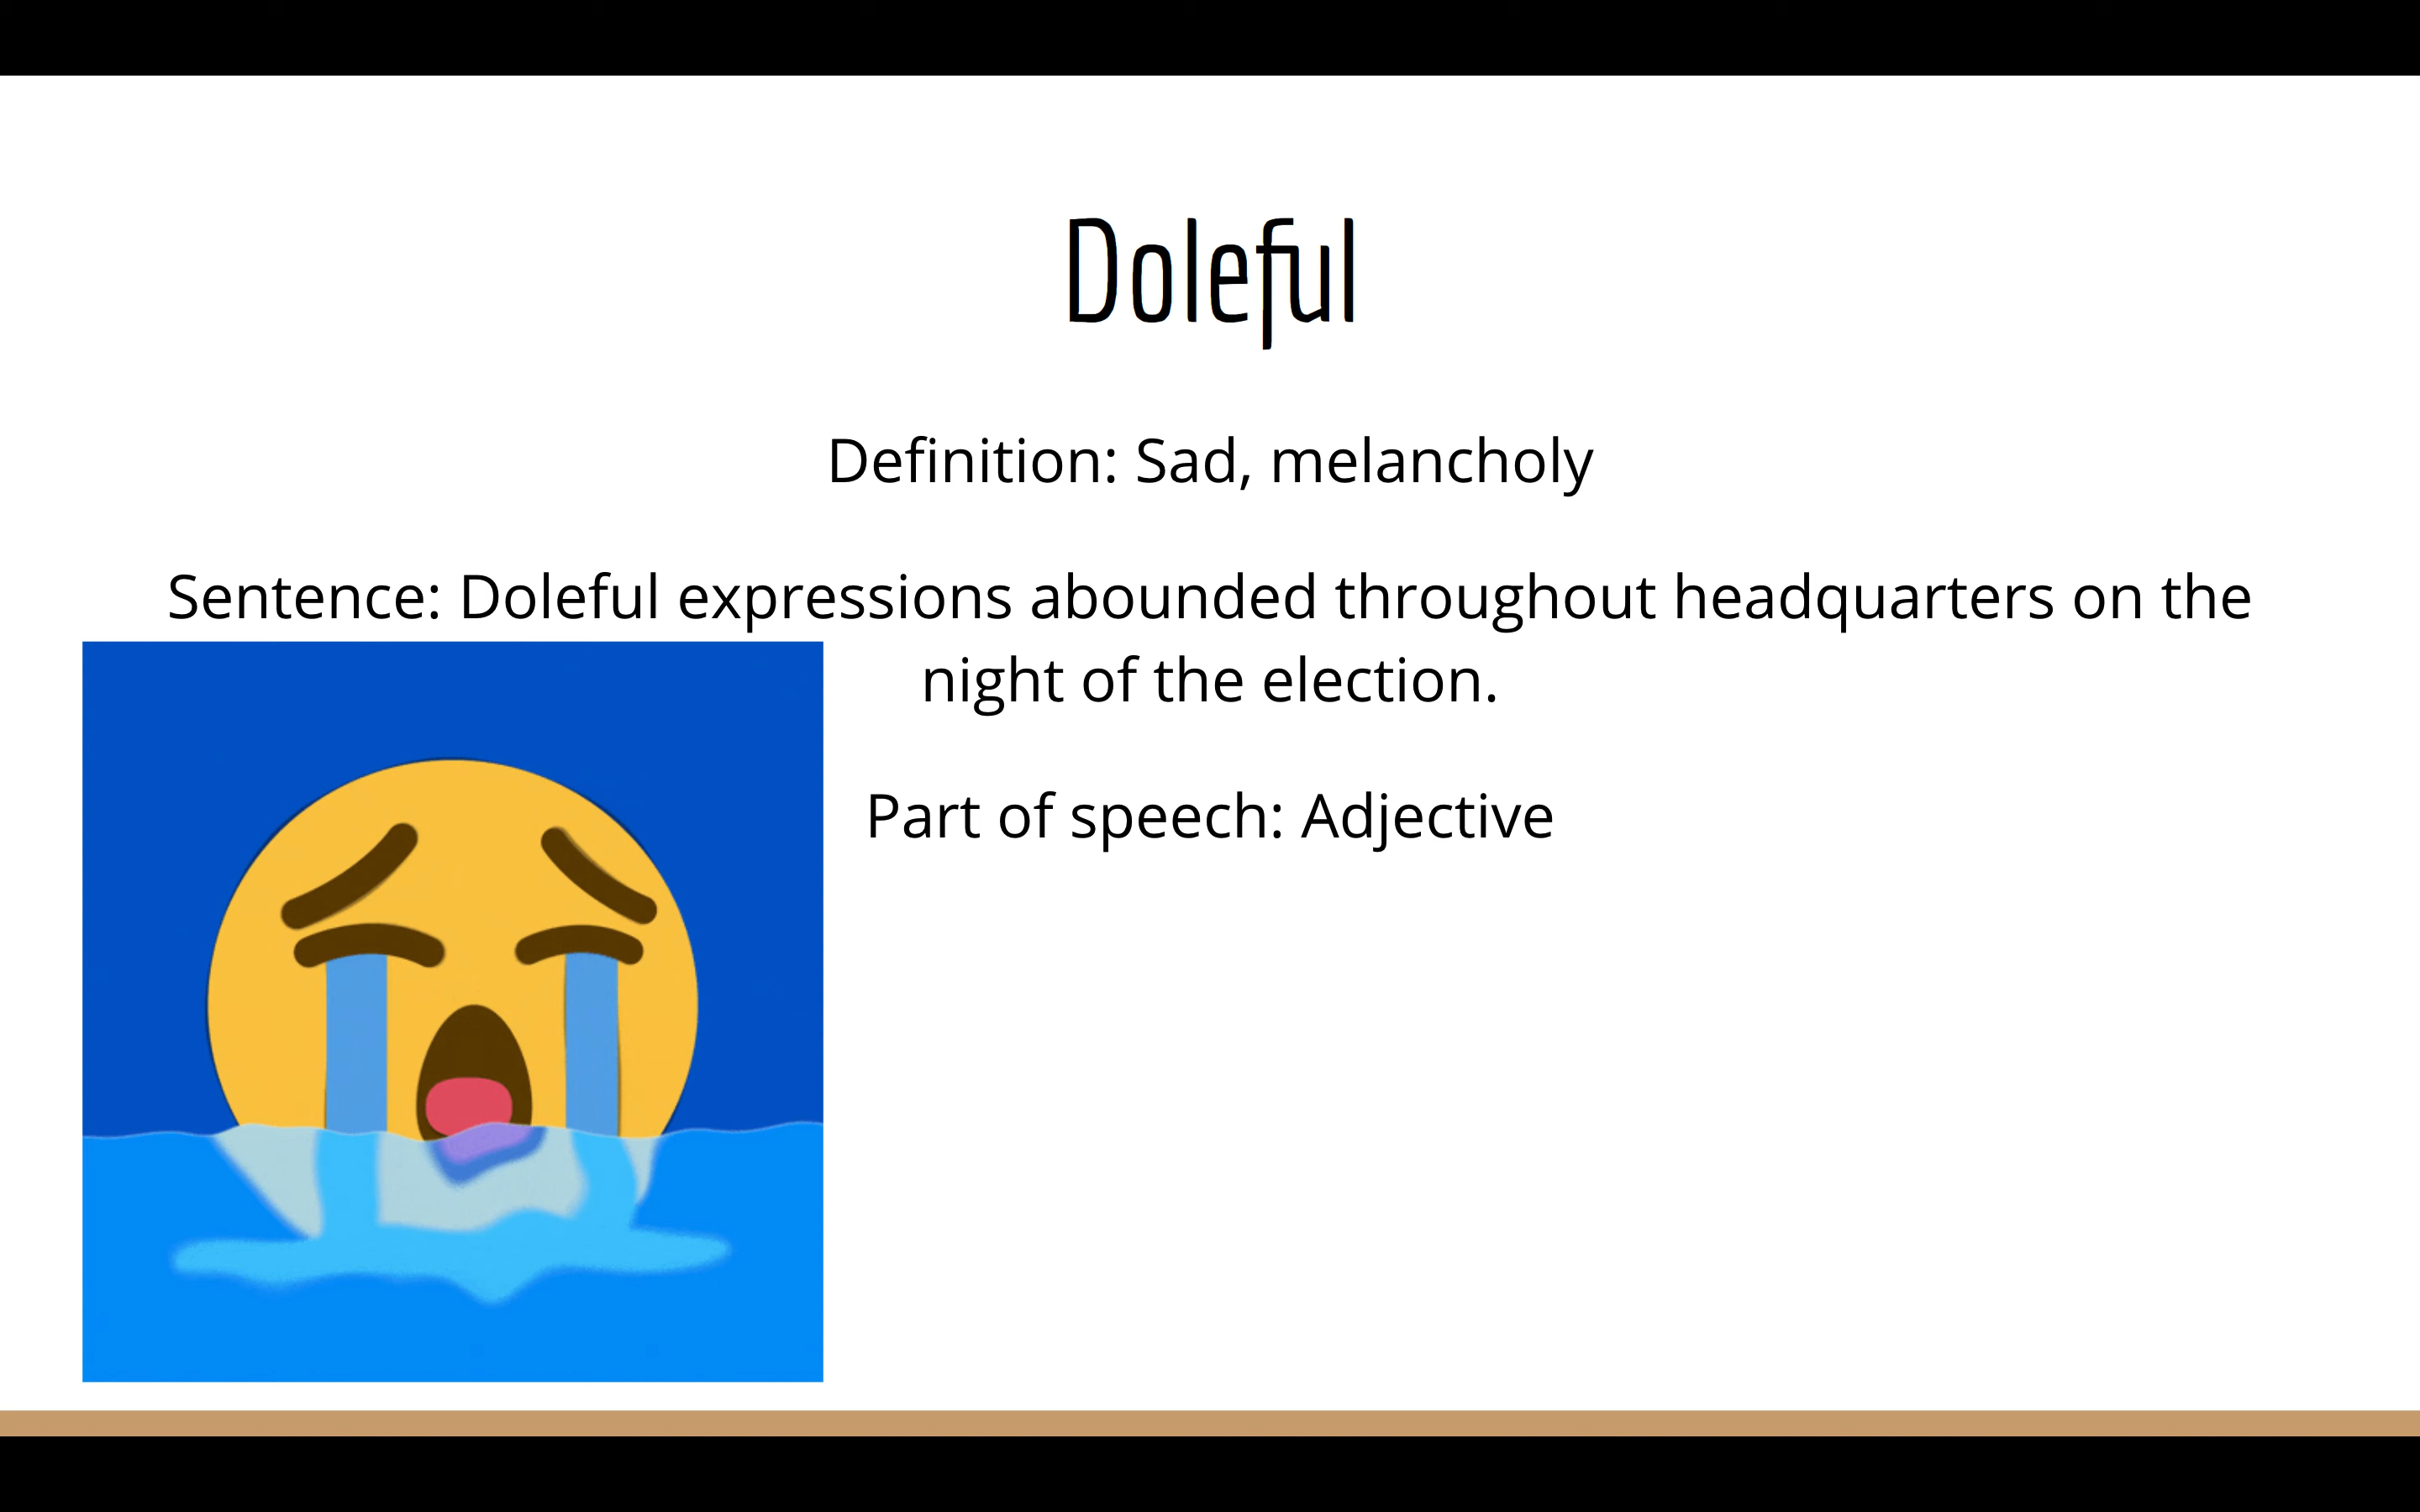 Doleful
Definition: Sad, melancholy
Sentence: Doleful expressions abounded throughout headquarters on the
night of the election.
Part of speech: Adjective